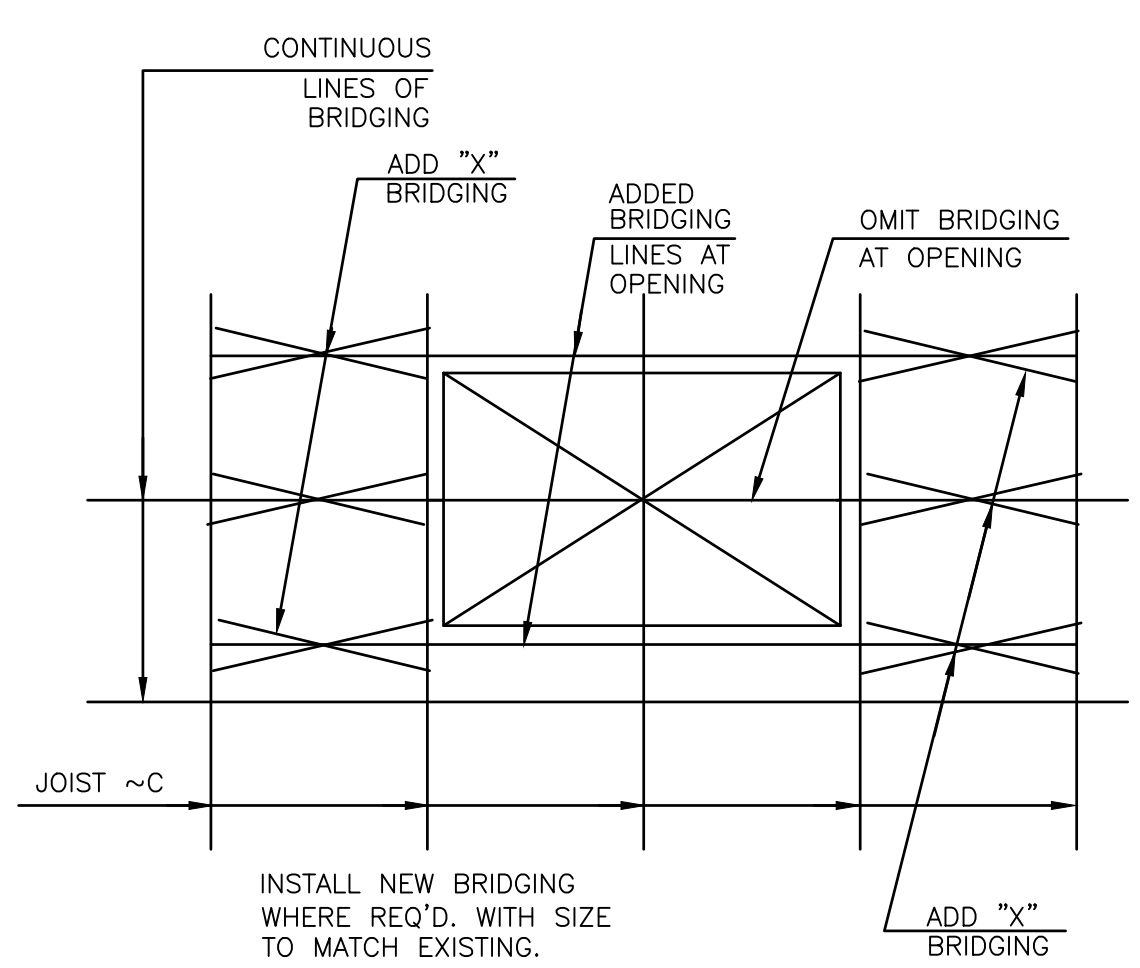 CONTINUOUS
LINES OF
BRIDGING
ADD "X"
BRIDGING
ADDED
BRIDGING
LINES AT
OPENING
OMIT BRIDGING
AT OPENING
JOIST ~C
INSTALL NEW BRIDGING
WHERE REQ'D. WITH SIZE
TO MATCH EXISTING.
ADD "X"
BRIDGING